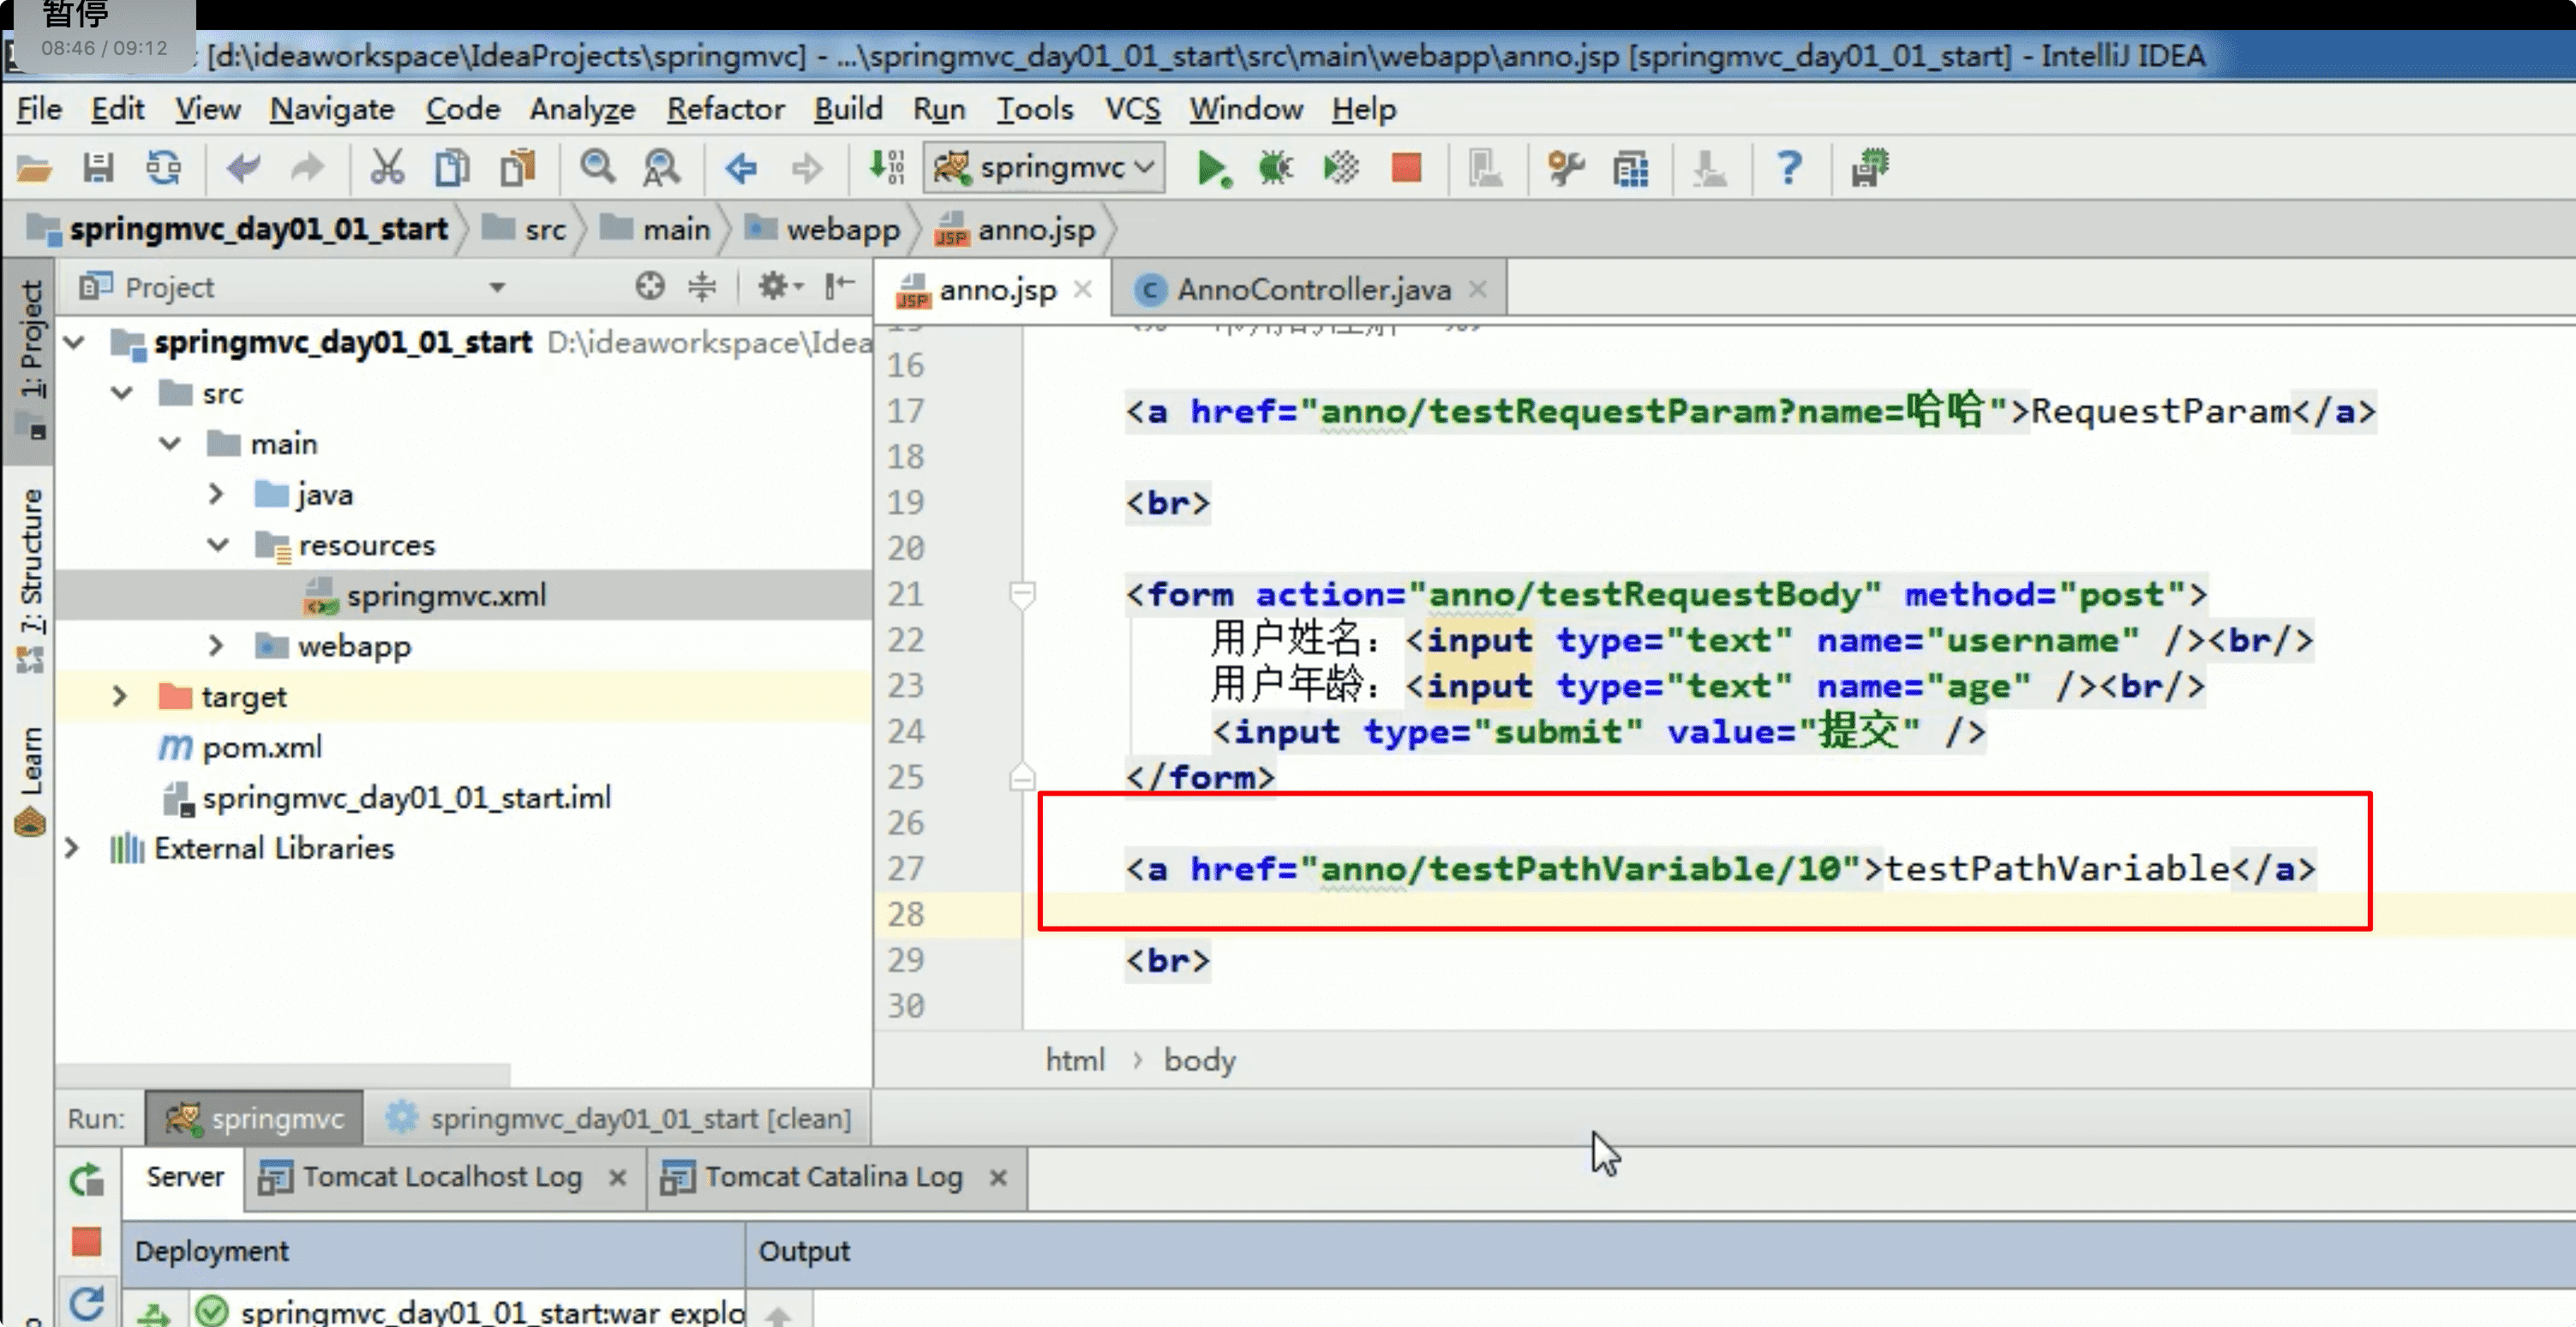 暂停
08:46 / 09:12
[d:\ideaworkspace\IdeaProjects\springmvc] - ...\springmvc_day01_01_start\src\main\webapp\anno.jsp [springmvc_day01_01_start] - IntelliJ IDEA
File Edit View Navigate Code Analyze Refactor Build Run Tools VCS Window Help
springmvc
springmvc_day01_01_start src main webapp anno.jsp
1: Project
7: Structure
Learn
Project
springmvc_day01_01_start D:\ideaworkspace\Idea
src
main
java
resources
springmvc.xml
webapp
target
pom.xml
springmvc_day01_01_start.iml
External Libraries
anno.jsp AnnoController.java
16
17 <a href="anno/testRequestParam?name=哈哈">RequestParam</a>
18
19 <br>
20
21 <form action="anno/testRequestBody" method="post">
22 用户姓名：<input type="text" name="username" /><br/>
23 用户年龄：<input type="text" name="age" /><br/>
24 <input type="submit" value="提交" />
25 </form>
26
27 <a href="anno/testPathVariable/10">testPathVariable</a>
28
29 <br>
30
html › body
Run: springmvc springmvc_day01_01_start [clean]
Server Tomcat Localhost Log Tomcat Catalina Log
Deployment Output
springmvc_day01_01_start:war explo